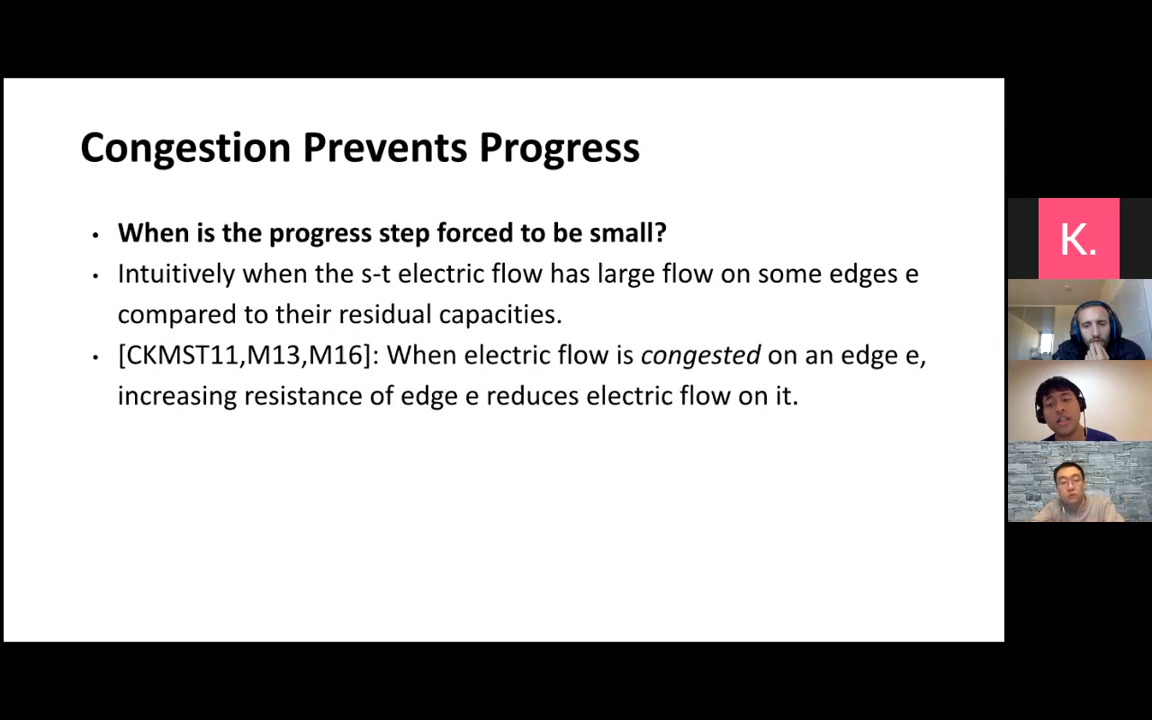 Congestion Prevents Progress
• When is the progress step forced to be small?
• Intuitively when the s-t electric flow has large flow on some edges e
compared to their residual capacities.
• [CKMST11,M13,M16]: When electric flow is congested on an edge e,
increasing resistance of edge e reduces electric flow on it.
K.